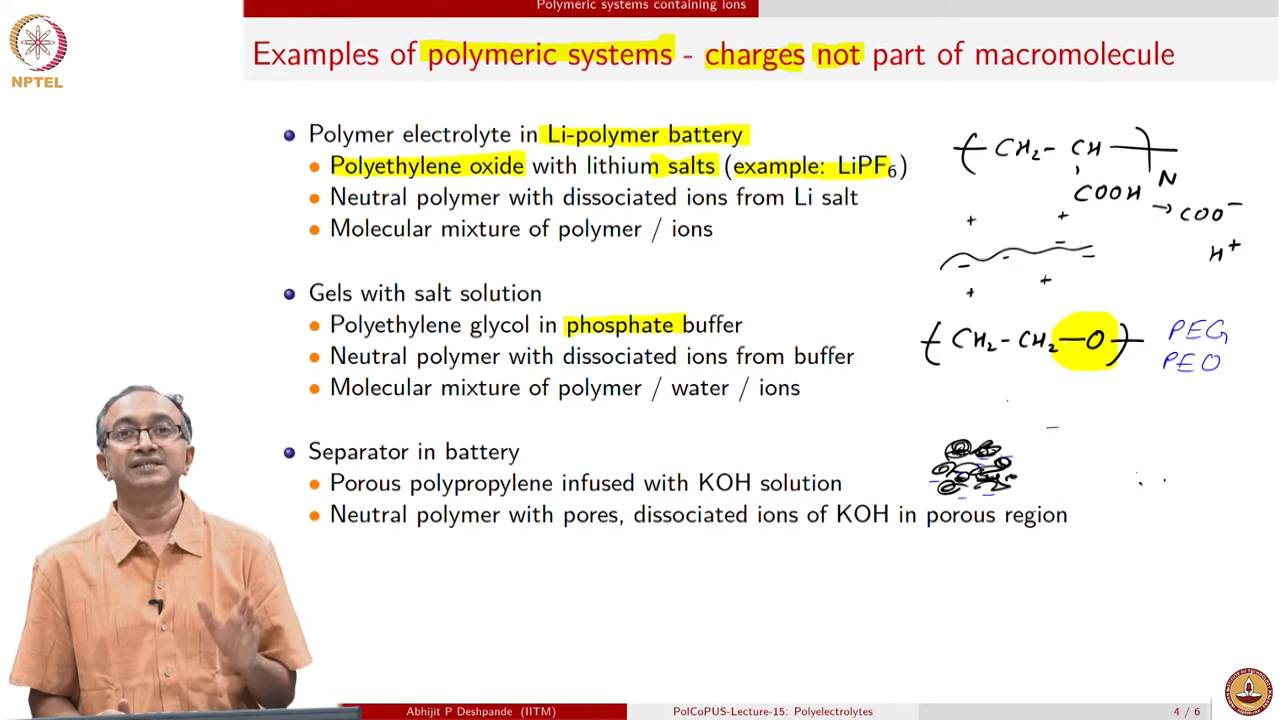 Polymeric systems containing Ions
NPTEL
Examples of polymeric systems - charges not part of macromolecule
Polymer electrolyte in Li-polymer battery
Polyethylene oxide with lithium salts (example: LiPF₆)
Neutral polymer with dissociated ions from Li salt
Molecular mixture of polymer / ions
Gels with salt solution
Polyethylene glycol in phosphate buffer
Neutral polymer with dissociated ions from buffer
Molecular mixture of polymer / water / ions
Separator in battery
Porous polypropylene infused with KOH solution
Neutral polymer with pores, dissociated ions of KOH in porous region
( CH₂ - CH ) N
COOH → COO⁻
H⁺
( CH₂ - CH₂ — O )
PEG
PEO
Abhijit P Deshpande (IITM)
PolCoPUS-Lecture-15: Polyelectrolytes
4 / 6